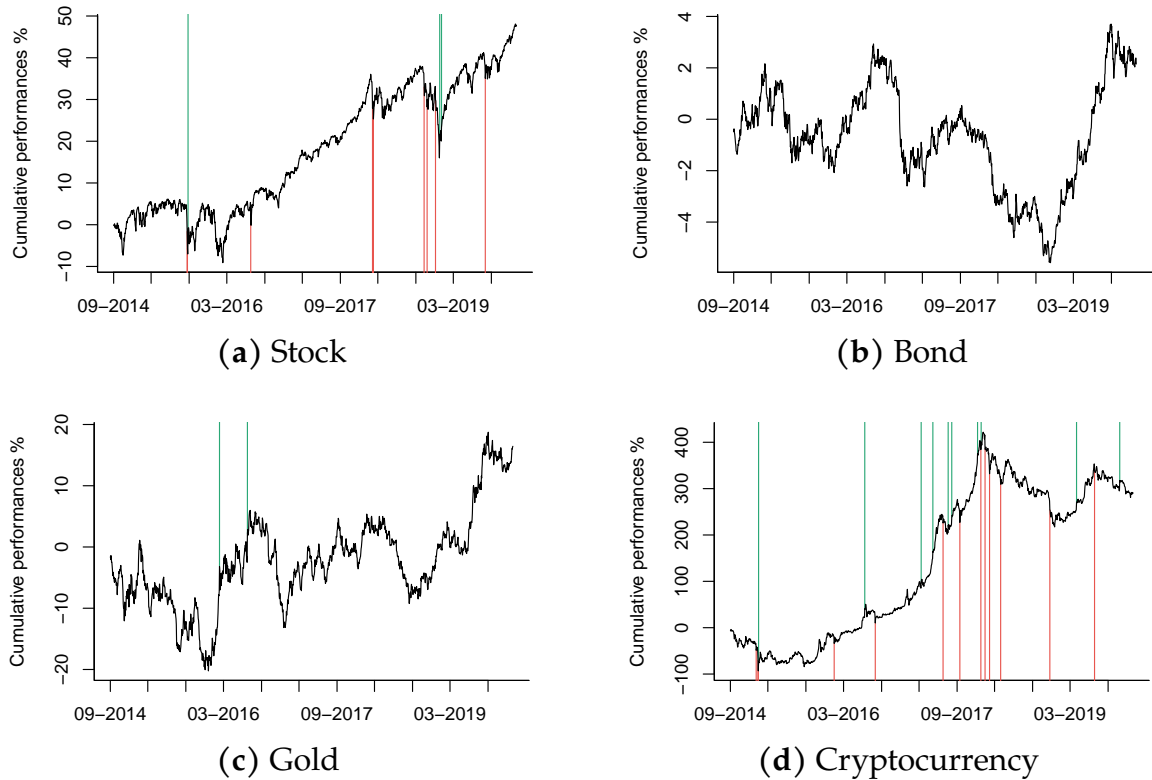 Cumulative performances %
50
40
30
20
10
0
−10
09−2014 03−2016 09−2017 03−2019
(a) Stock
Cumulative performances %
4
2
0
−2
−4
09−2014 03−2016 09−2017 03−2019
(b) Bond
Cumulative performances %
20
10
0
−10
−20
09−2014 03−2016 09−2017 03−2019
(c) Gold
Cumulative performances %
400
300
200
100
0
−100
09−2014 03−2016 09−2017 03−2019
(d) Cryptocurrency